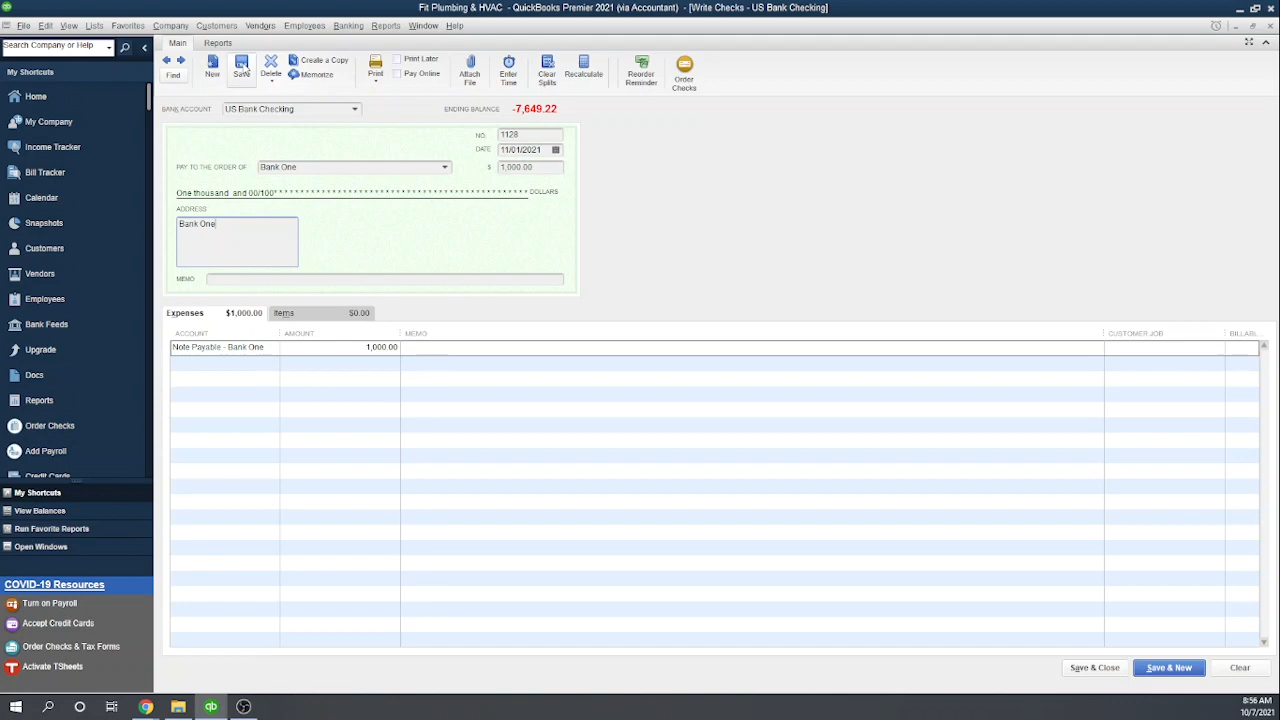 Fit Plumbing & HVAC - QuickBooks Premier 2021 (via Accountant) - [Write Checks - US Bank Checking]
File Edit View Lists Favorites Company Customers Vendors Employees Banking Reports Window Help
Search Company or Help
My Shortcuts
Home
My Company
Income Tracker
Bill Tracker
Calendar
Snapshots
Customers
Vendors
Employees
Bank Feeds
Upgrade
Docs
Reports
Order Checks
Add Payroll
Credit Cards
My Shortcuts
View Balances
Run Favorite Reports
Open Windows
COVID-19 Resources
Turn on Payroll
Accept Credit Cards
Order Checks & Tax Forms
Activate TSheets
Main Reports
Find
New
Save
Delete
Create a Copy
Memorize
Print
Print Later
Pay Online
Attach File
Enter Time
Clear Splits
Recalculate
Reorder Reminder
Order Checks
BANK ACCOUNT US Bank Checking ENDING BALANCE -7,649.22
NO. 1128
DATE 11/01/2021
PAY TO THE ORDER OF Bank One $ 1,000.00
One thousand and 00/100* * * * * * * * * * * * * * * * * * * * * * * * * * * * * * * * * * * * * * * * * DOLLARS
ADDRESS
Bank One
MEMO
Expenses $1,000.00 Items $0.00
ACCOUNT AMOUNT MEMO CUSTOMER:JOB BILLABL..
Note Payable - Bank One 1,000.00
Save & Close Save & New Clear
8:56 AM
10/7/2021